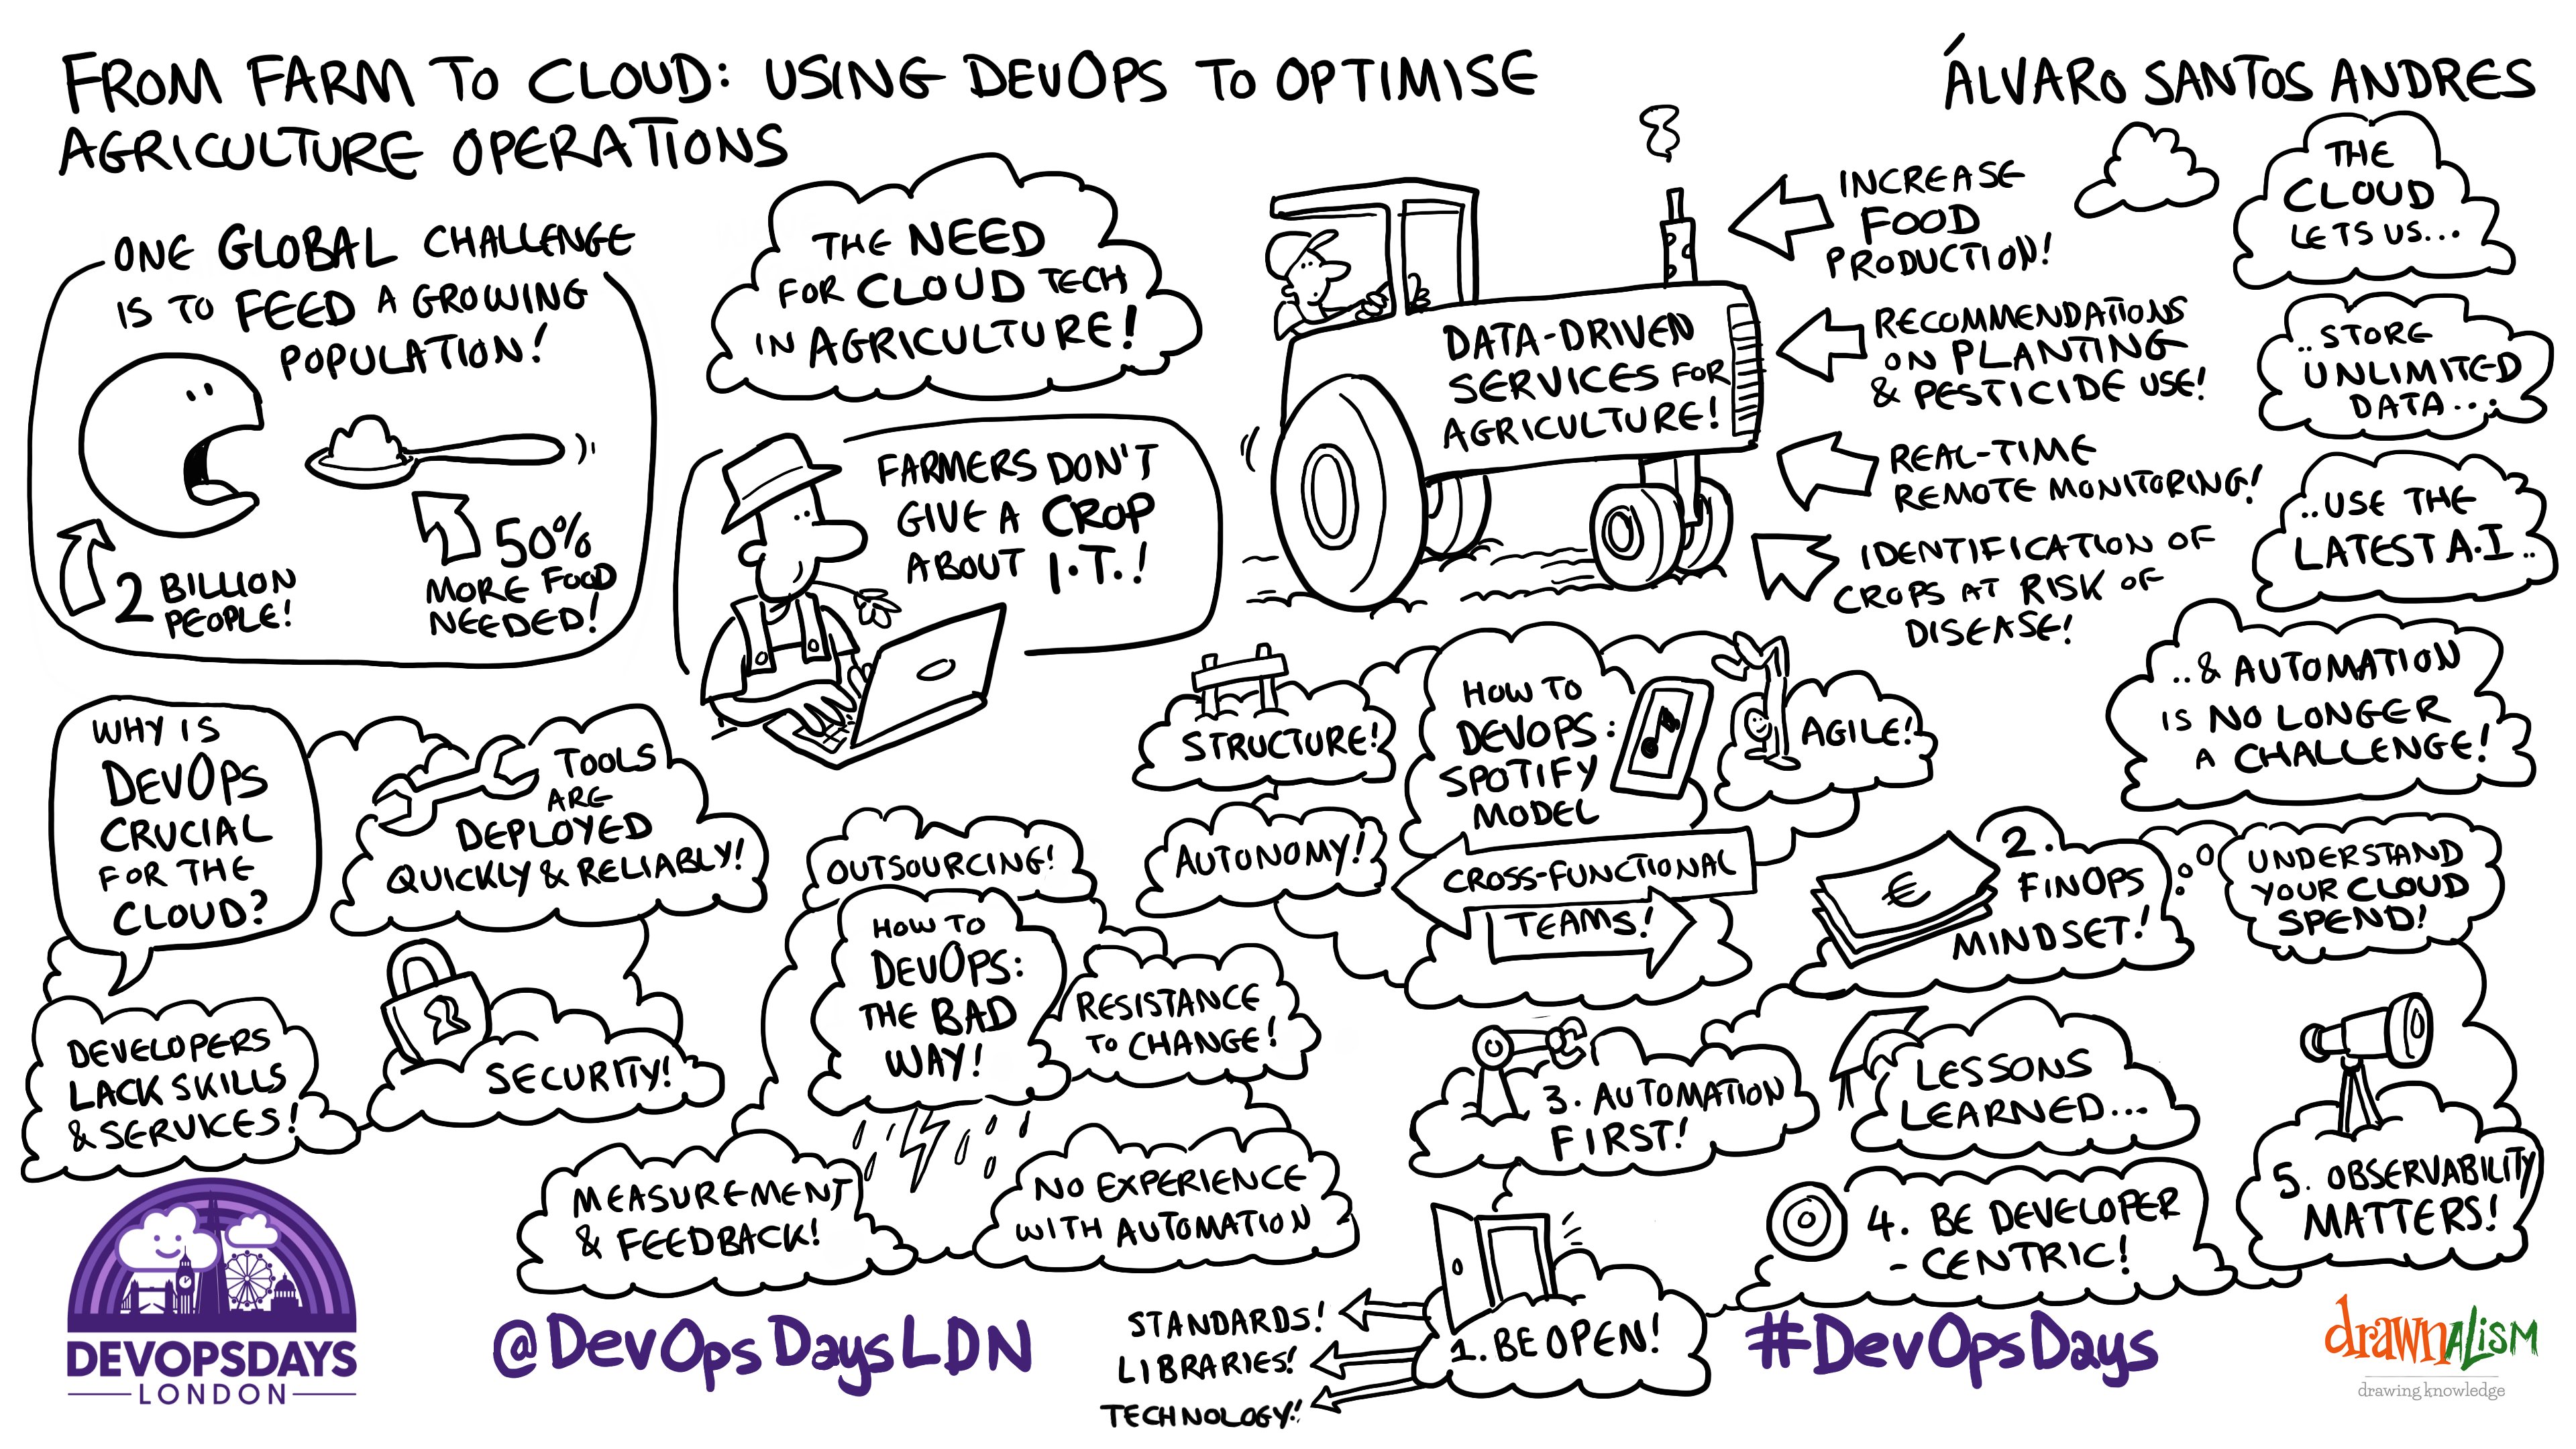 FROM FARM TO CLOUD: USING DEVOPS TO OPTIMISE
AGRICULTURE OPERATIONS
ÁLVARO SANTOS ANDRES
ONE GLOBAL CHALLENGE
IS TO FEED A GROWING
POPULATION!
2 BILLION
PEOPLE!
50%
MORE FOOD
NEEDED!
THE NEED
FOR CLOUD TECH
IN AGRICULTURE!
FARMERS DON'T
GIVE A CROP
ABOUT I.T.!
DATA-DRIVEN
SERVICES FOR
AGRICULTURE!
INCREASE
FOOD
PRODUCTION!
RECOMMENDATIONS
ON PLANTING
& PESTICIDE USE!
REAL-TIME
REMOTE MONITORING!
IDENTIFICATION OF
CROPS AT RISK OF
DISEASE!
THE
CLOUD
LETS US...
..STORE
UNLIMITED
DATA...
..USE THE
LATEST A.I..
..& AUTOMATION
IS NO LONGER
A CHALLENGE!
WHY IS
DEVOPS
CRUCIAL
FOR THE
CLOUD?
TOOLS
ARE
DEPLOYED
QUICKLY & RELIABLY!
SECURITY!
DEVELOPERS
LACK SKILLS
& SERVICES!
OUTSOURCING!
HOW TO
DEVOPS:
THE BAD
WAY!
RESISTANCE
TO CHANGE!
MEASUREMENT
& FEEDBACK!
NO EXPERIENCE
WITH AUTOMATION
STRUCTURE!
HOW TO
DEVOPS:
SPOTIFY
MODEL
AGILE!
AUTONOMY!
CROSS-FUNCTIONAL
TEAMS!
€
2.
FINOPS
MINDSET!
UNDERSTAND
YOUR CLOUD
SPEND!
3. AUTOMATION
FIRST!
LESSONS
LEARNED...
4. BE DEVELOPER
-CENTRIC!
5. OBSERVABILITY
MATTERS!
1. BE OPEN!
STANDARDS!
LIBRARIES!
TECHNOLOGY!
DEVOPSDAYS
LONDON
@DevOpsDaysLDN
#DevOpsDays
drawnALISM
drawing knowledge